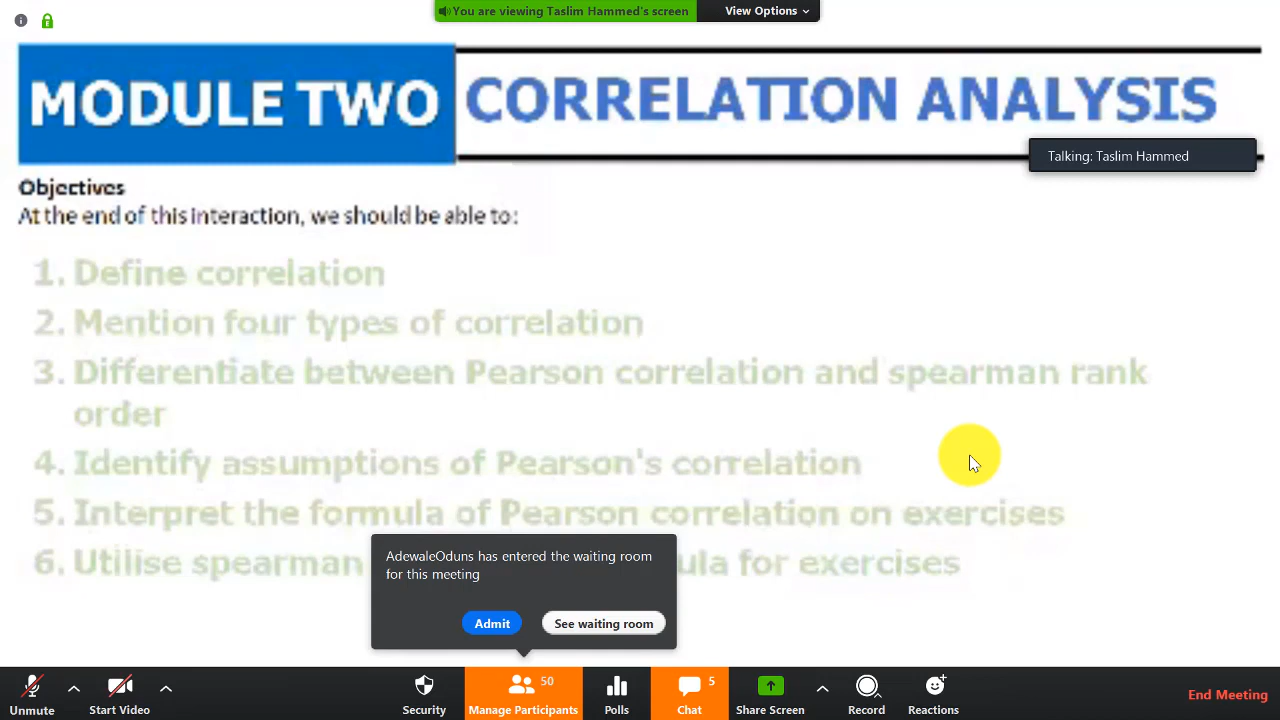 You are viewing Taslim Hammed's screen
View Options
MODULE TWO
CORRELATION ANALYSIS
Talking: Taslim Hammed
Objectives
At the end of this interaction, we should be able to:
1. Define correlation
2. Mention four types of correlation
3. Differentiate between Pearson correlation and spearman rank
order
4. Identify assumptions of Pearson's correlation
5. Interpret the formula of Pearson correlation on exercises
6. Utilise spearman for exercises
AdewaleOduns has entered the waiting room
for this meeting
Admit
See waiting room
Unmute
Start Video
Security
50
Manage Participants
Polls
5
Chat
Share Screen
Record
Reactions
End Meeting